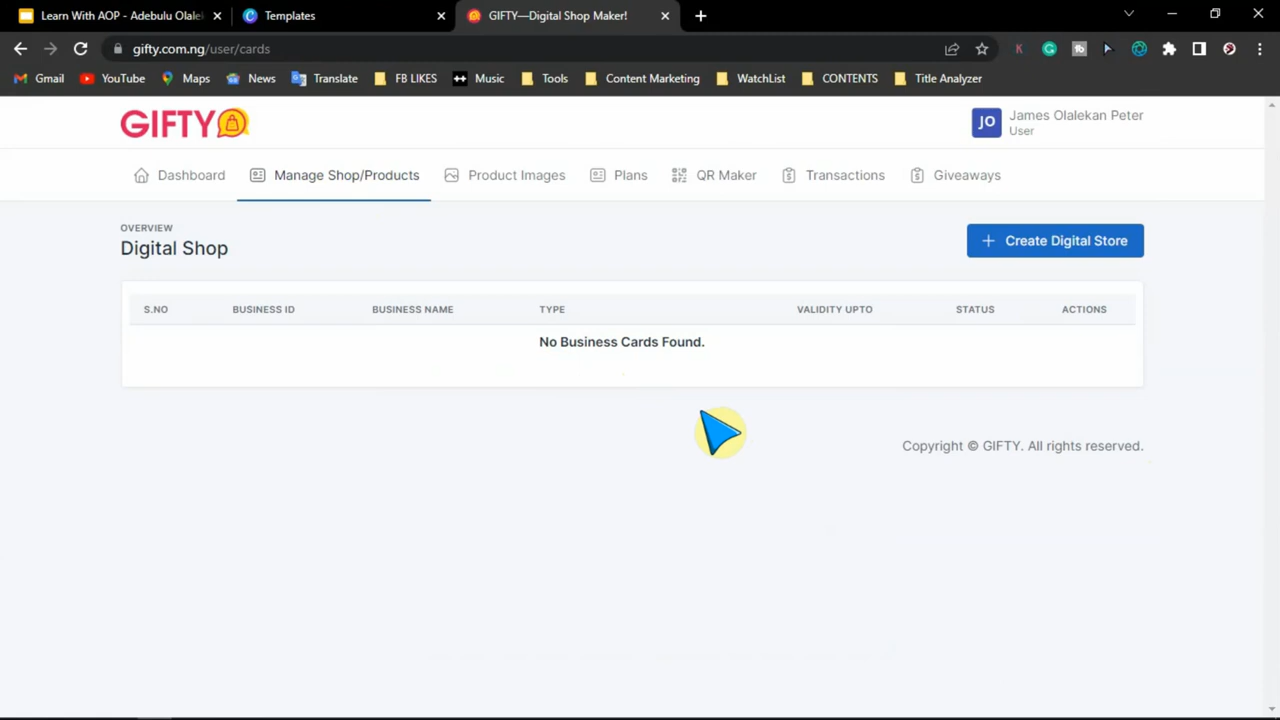 Learn With AOP - Adebulu Olalek
Templates
GIFTY—Digital Shop Maker!
gifty.com.ng/user/cards
Gmail YouTube Maps News Translate FB LIKES Music Tools Content Marketing WatchList CONTENTS Title Analyzer
GIFTY
JO
James Olalekan Peter
User
Dashboard Manage Shop/Products Product Images Plans QR Maker Transactions Giveaways
OVERVIEW
Digital Shop
Create Digital Store
S.NO BUSINESS ID BUSINESS NAME TYPE VALIDITY UPTO STATUS ACTIONS
No Business Cards Found.
Copyright © GIFTY. All rights reserved.